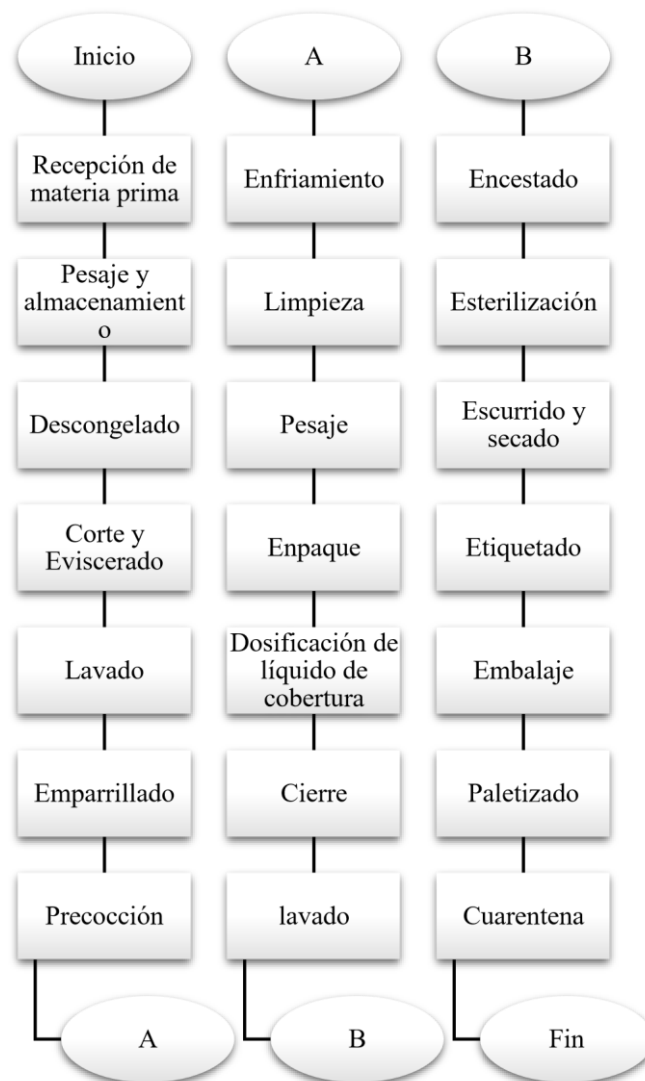 Inicio
Recepción de
materia prima
Pesaje y
almacenamient
o
Descongelado
Corte y
Eviscerado
Lavado
Emparrillado
Precocción
A
A
Enfriamiento
Limpieza
Pesaje
Enpaque
Dosificación de
líquido de
cobertura
Cierre
lavado
B
B
Encestado
Esterilización
Escurrido y
secado
Etiquetado
Embalaje
Paletizado
Cuarentena
Fin